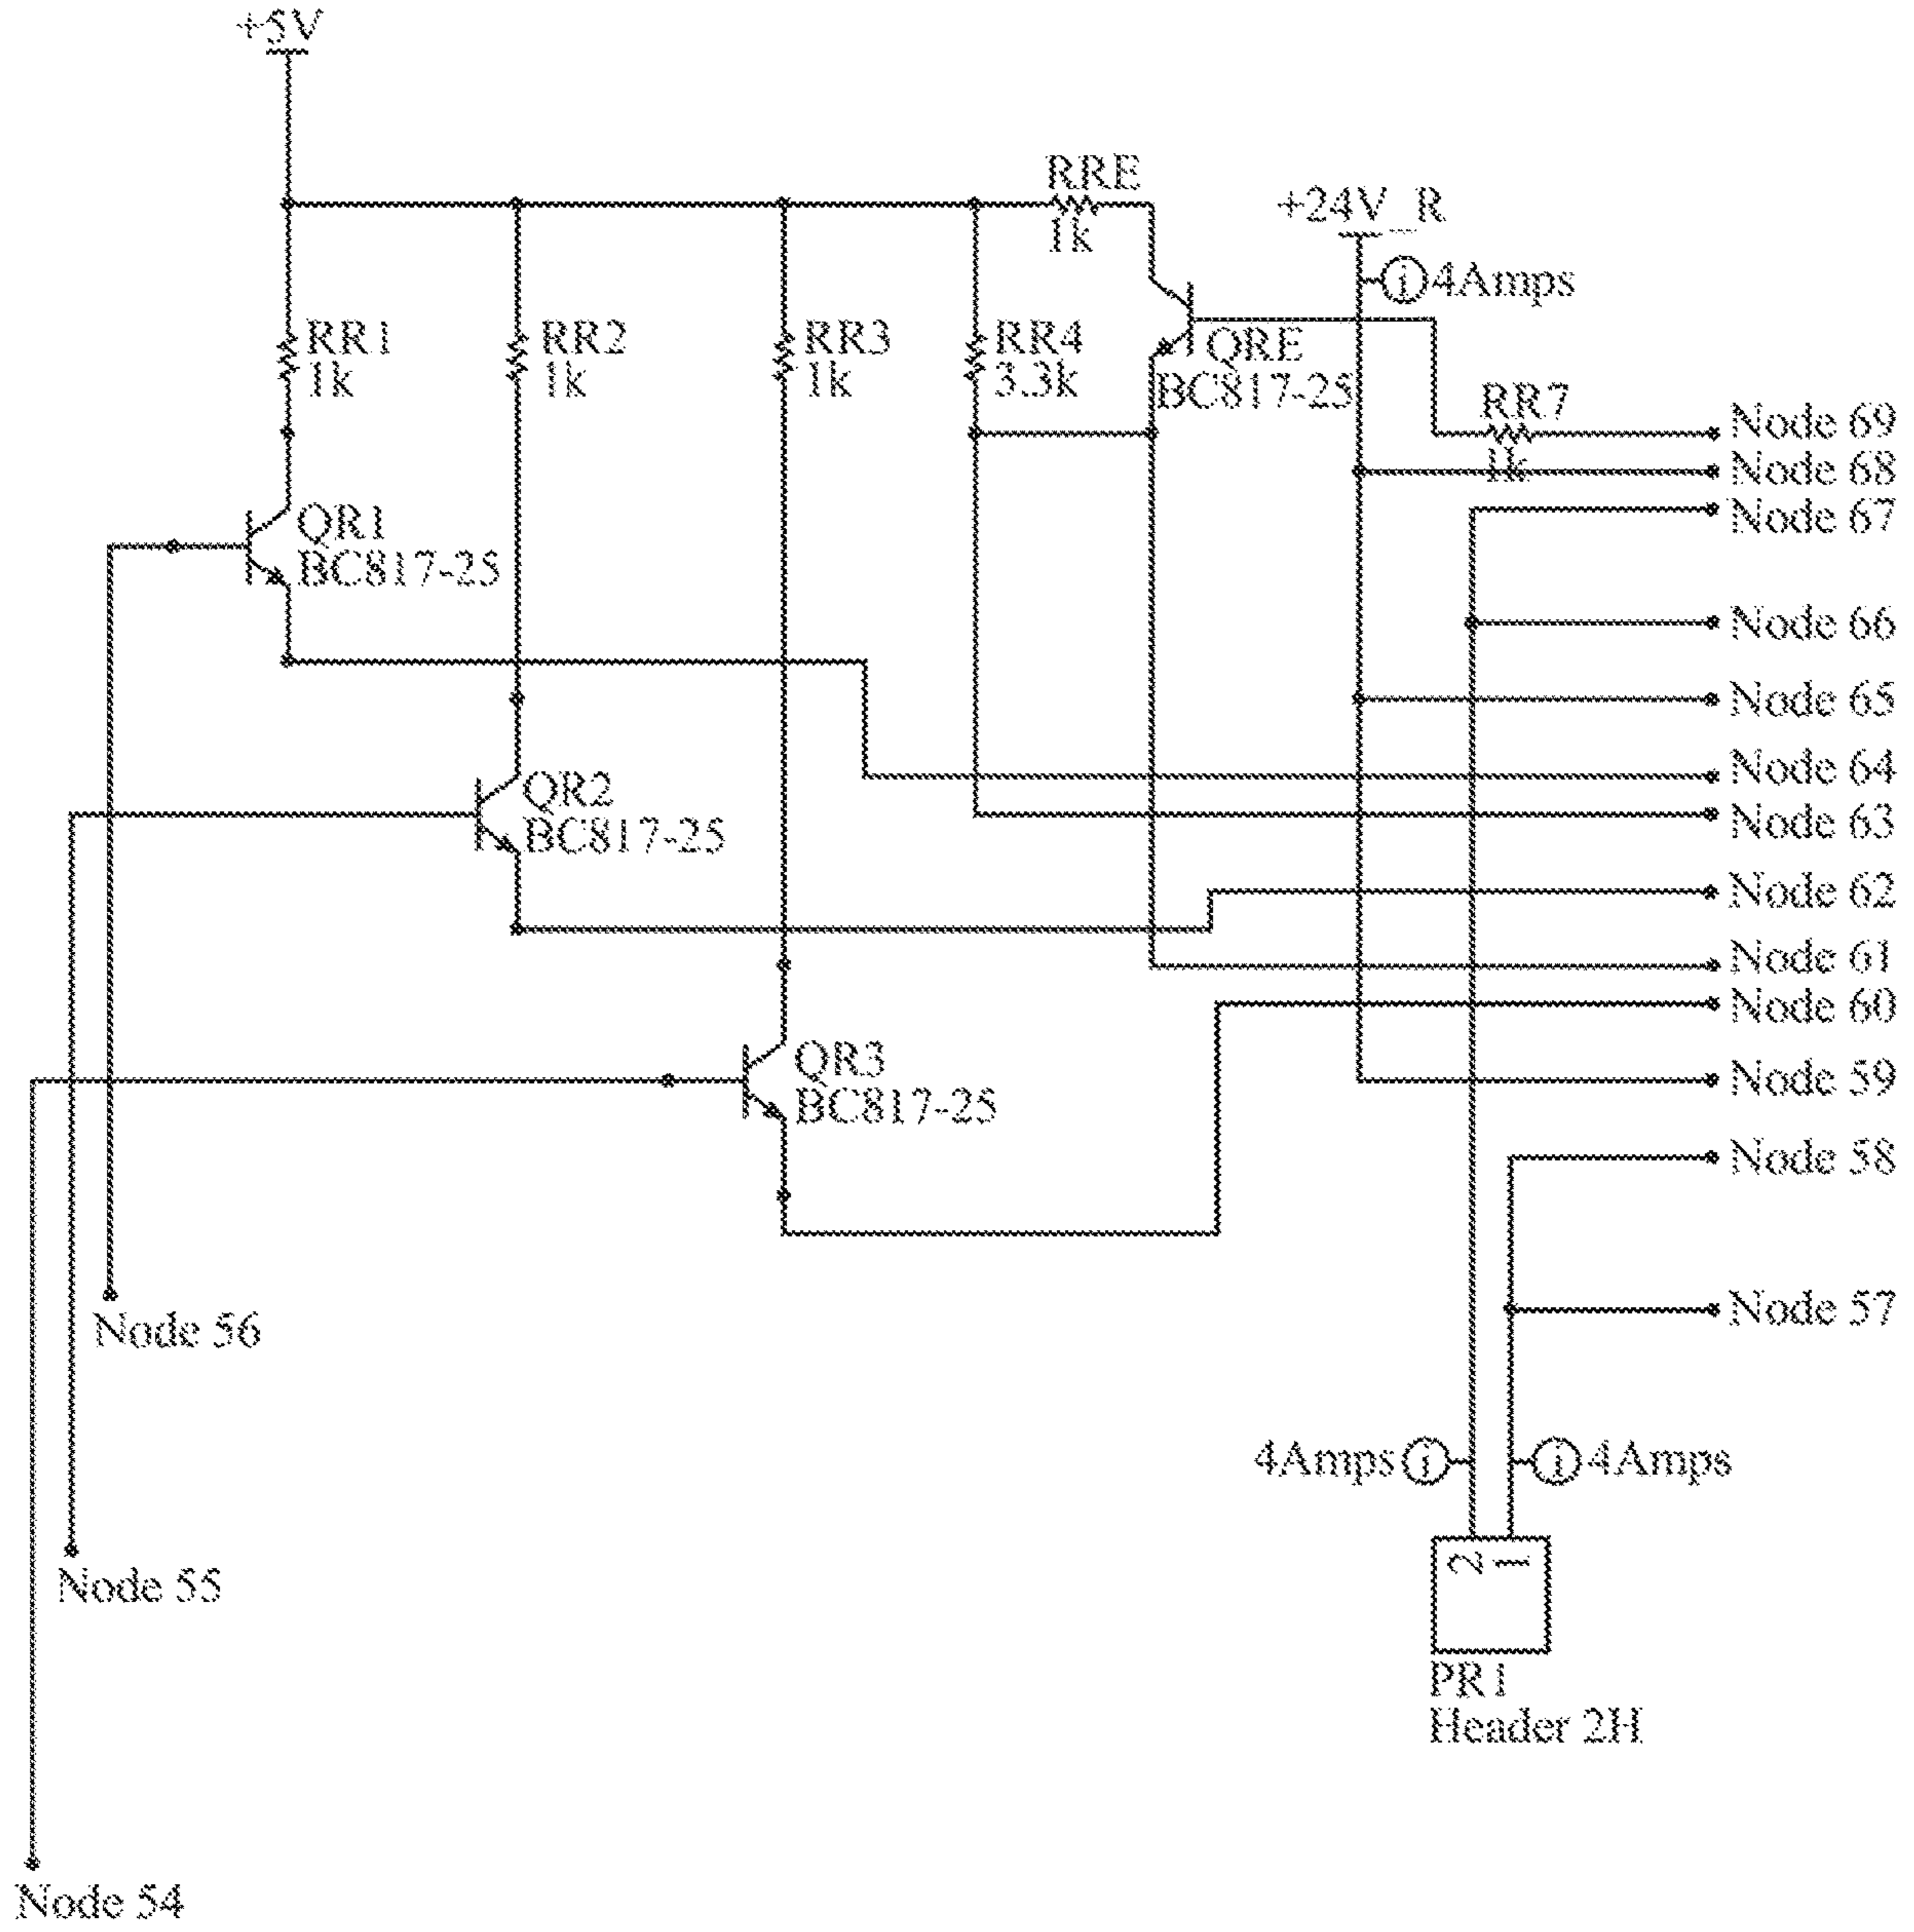 +5V
RRE
1k
+24V_R
i 4Amps
RR1
1k
RR2
1k
RR3
1k
RR4
3.3k
QRE
BC817-25
RR7
1k
Node 69
Node 68
Node 67
QR1
BC817-25
Node 66
Node 65
Node 64
QR2
BC817-25
Node 63
Node 62
Node 61
Node 60
QR3
BC817-25
Node 59
Node 58
Node 57
Node 56
4Amps i
i 4Amps
2 1
Node 55
PR1
Header 2H
Node 54